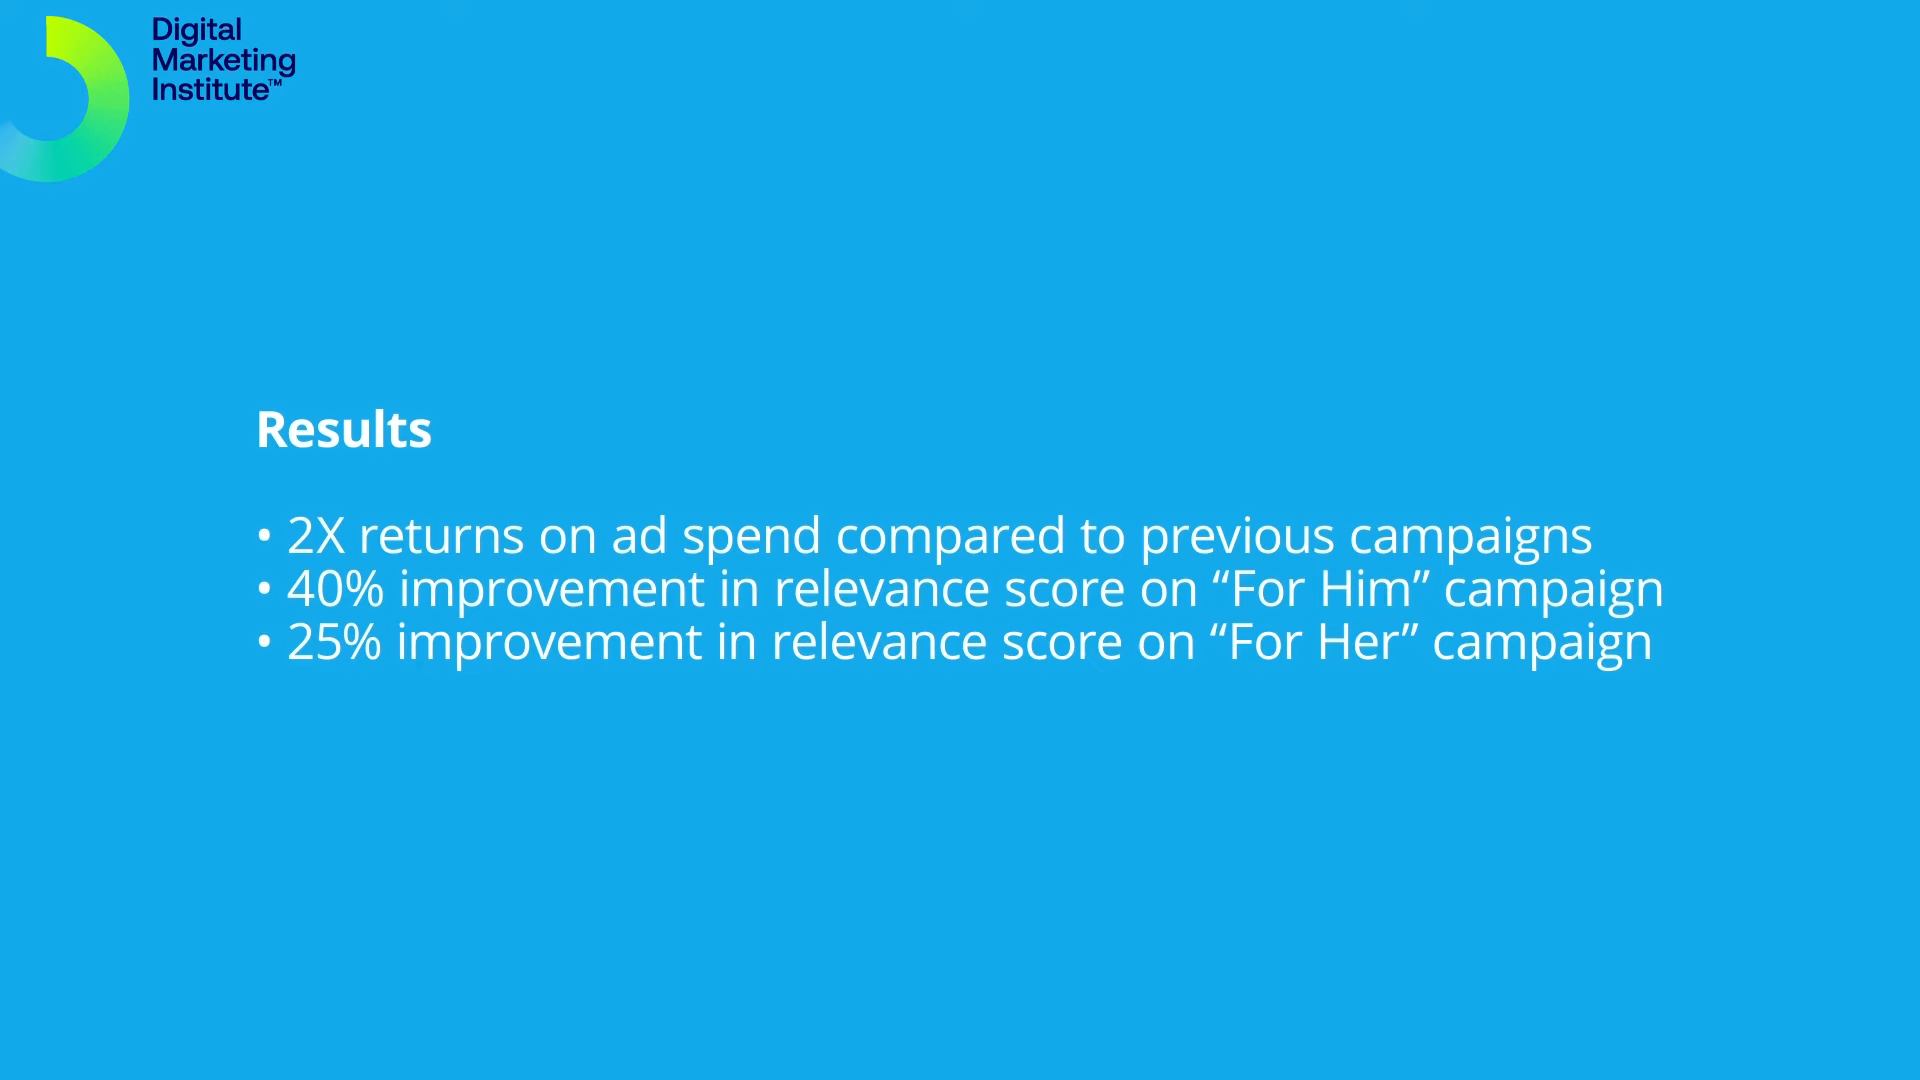 Digital
Marketing
Institute™
Results
• 2X returns on ad spend compared to previous campaigns
• 40% improvement in relevance score on “For Him” campaign
• 25% improvement in relevance score on “For Her” campaign